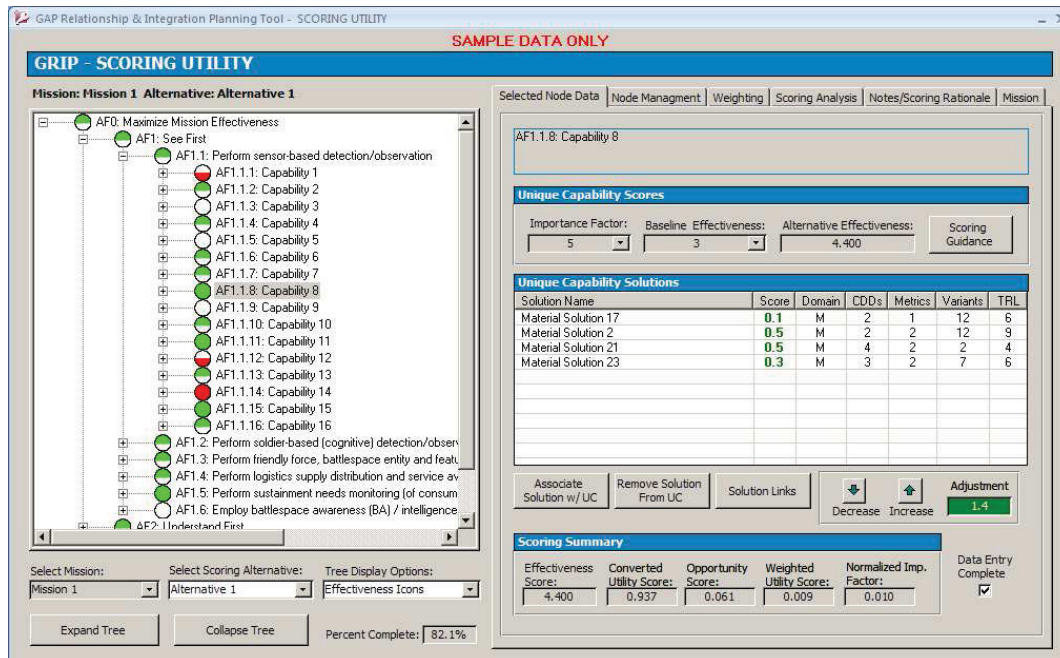 GAP Relationship & Integration Planning Tool - SCORING UTILITY
SAMPLE DATA ONLY
GRIP - SCORING UTILITY
Mission: Mission 1 Alternative: Alternative 1
AF0: Maximize Mission Effectiveness
AF1: See First
AF1.1: Perform sensor-based detection/observation
AF1.1.1: Capability 1
AF1.1.2: Capability 2
AF1.1.3: Capability 3
AF1.1.4: Capability 4
AF1.1.5: Capability 5
AF1.1.6: Capability 6
AF1.1.7: Capability 7
AF1.1.8: Capability 8
AF1.1.9: Capability 9
AF1.1.10: Capability 10
AF1.1.11: Capability 11
AF1.1.12: Capability 12
AF1.1.13: Capability 13
AF1.1.14: Capability 14
AF1.1.15: Capability 15
AF1.1.16: Capability 16
AF1.2: Perform soldier-based (cognitive) detection/obser
AF1.3: Perform friendly force, battlespace entity and featu
AF1.4: Perform logistics supply distribution and service av
AF1.5: Perform sustainment needs monitoring (of consum
AF1.6: Employ battlespace awareness (BA) / intelligence
AF2: Understand First
Select Mission: Select Scoring Alternative: Tree Display Options:
Mission 1 Alternative 1 Effectiveness Icons
Expand Tree Collapse Tree Percent Complete: 82.1%
Selected Node Data Node Managment Weighting Scoring Analysis Notes/Scoring Rationale Mission
AF1.1.8: Capability 8
Unique Capability Scores
Importance Factor: Baseline Effectiveness: Alternative Effectiveness:
5 3 4.400
Scoring
Guidance
Unique Capability Solutions
Solution Name Score Domain CDDs Metrics Variants TRL
Material Solution 17 0.1 M 2 1 12 6
Material Solution 2 0.5 M 2 2 12 9
Material Solution 21 0.5 M 4 2 2 4
Material Solution 23 0.3 M 3 2 7 6
Associate
Solution w/ UC
Remove Solution
From UC
Solution Links
Decrease Increase
Adjustment
1.4
Scoring Summary
Effectiveness
Score:
4.400
Converted
Utility Score:
0.937
Opportunity
Score:
0.061
Weighted
Utility Score:
0.009
Normalized Imp.
Factor:
0.010
Data Entry
Complete